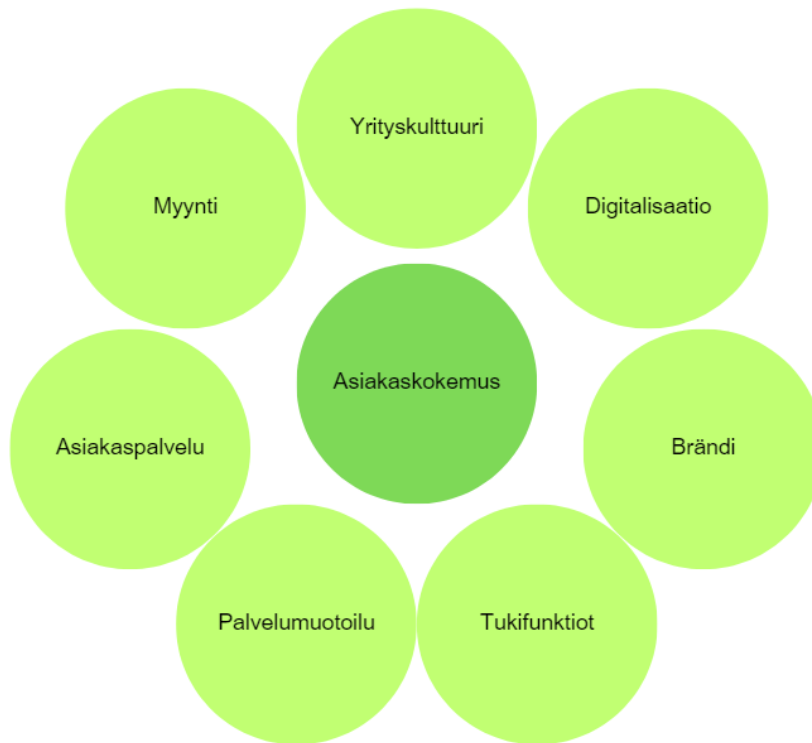 Yrityskulttuuri
Myynti
Digitalisaatio
Asiakaskokemus
Asiakaspalvelu
Brändi
Palvelumuotoilu
Tukifunktiot